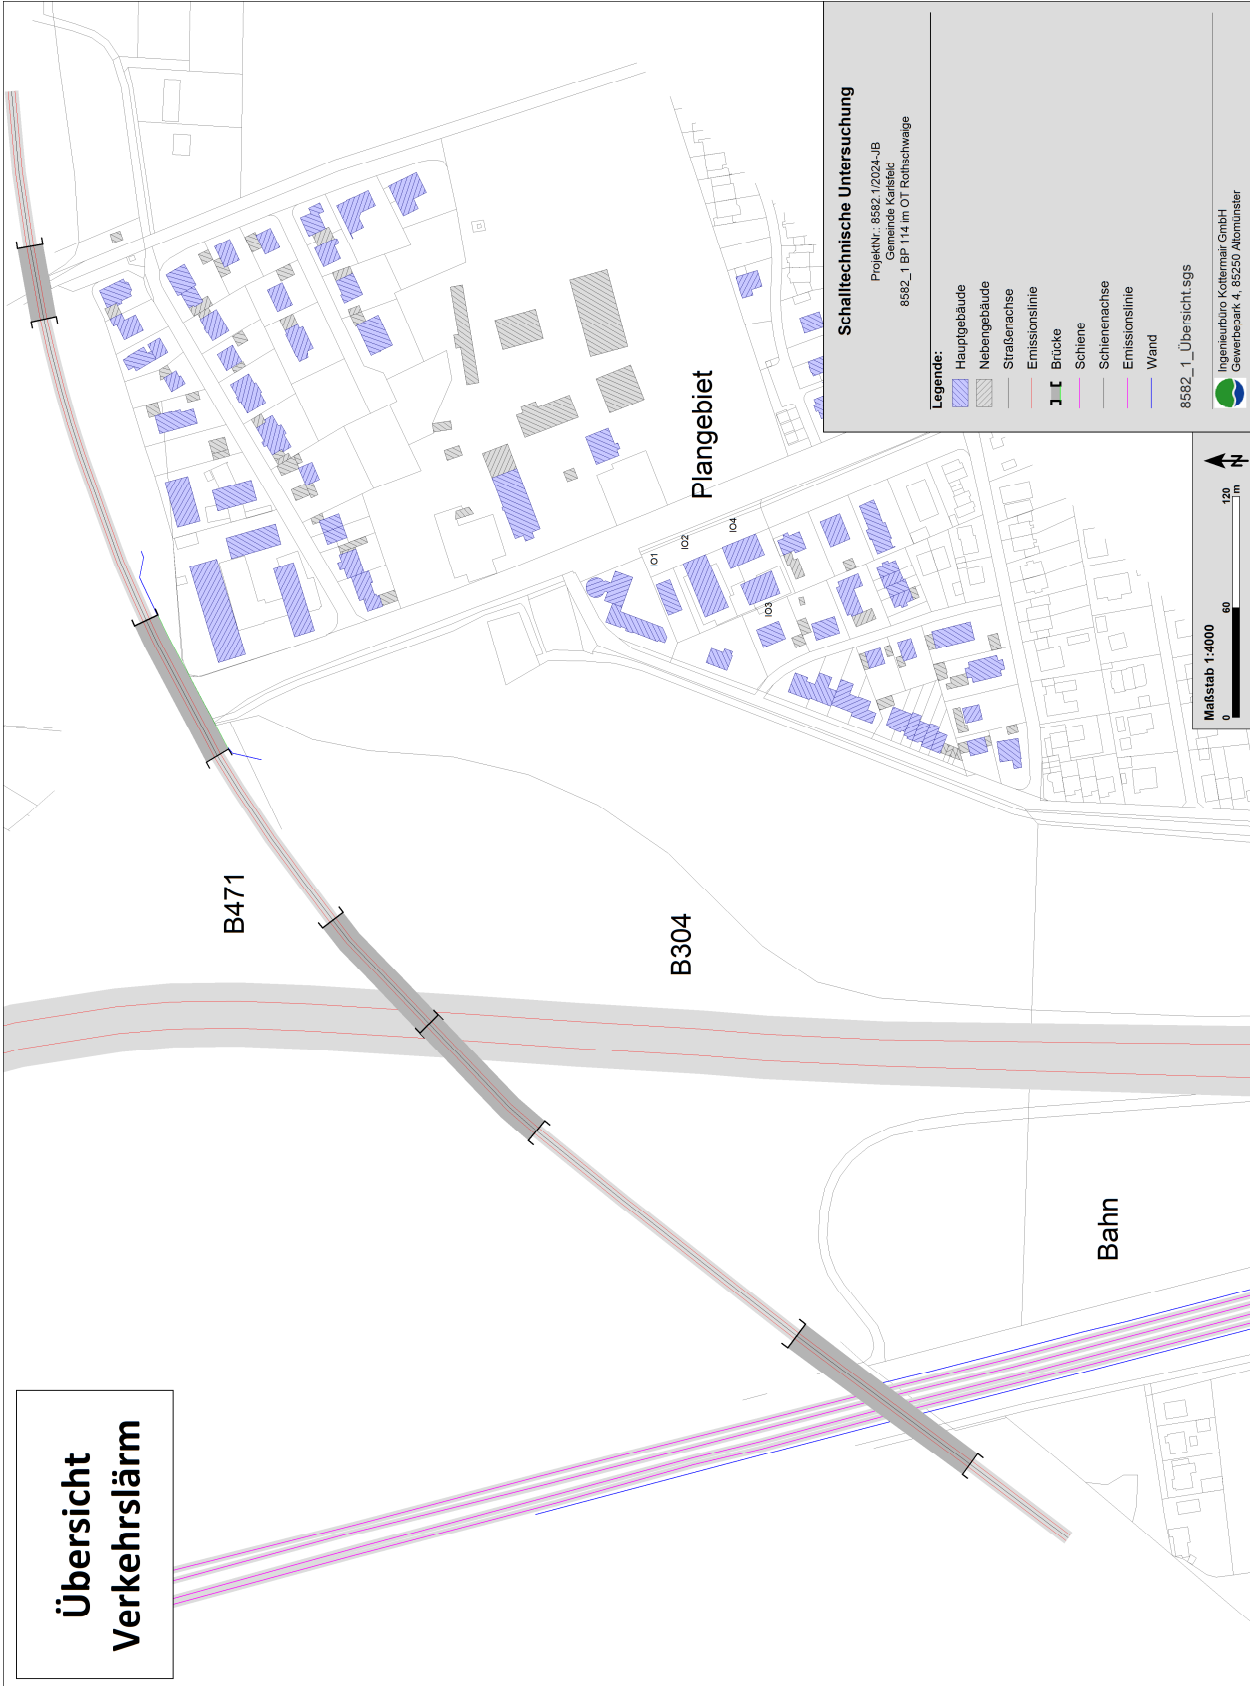 Übersicht
Verkehrslärm
B471
B304
Bahn
Plangebiet
O1
IO2
IO3
IO4
Schalltechnische Untersuchung
ProjektNr.: 8582.1/2024-JB
Gemeinde Karlsfeld
8582_1 BP 114 im OT Rothschwaige
Legende:
Hauptgebäude
Nebengebäude
Straßenachse
Emissionslinie
Brücke
Schiene
Schienenachse
Emissionslinie
Wand
8582_1_Übersicht.sgs
Ingenieurbüro Kottermair GmbH
Gewerbepark 4, 85250 Altomünster
Maßstab 1:4000
0 60 120
m
N